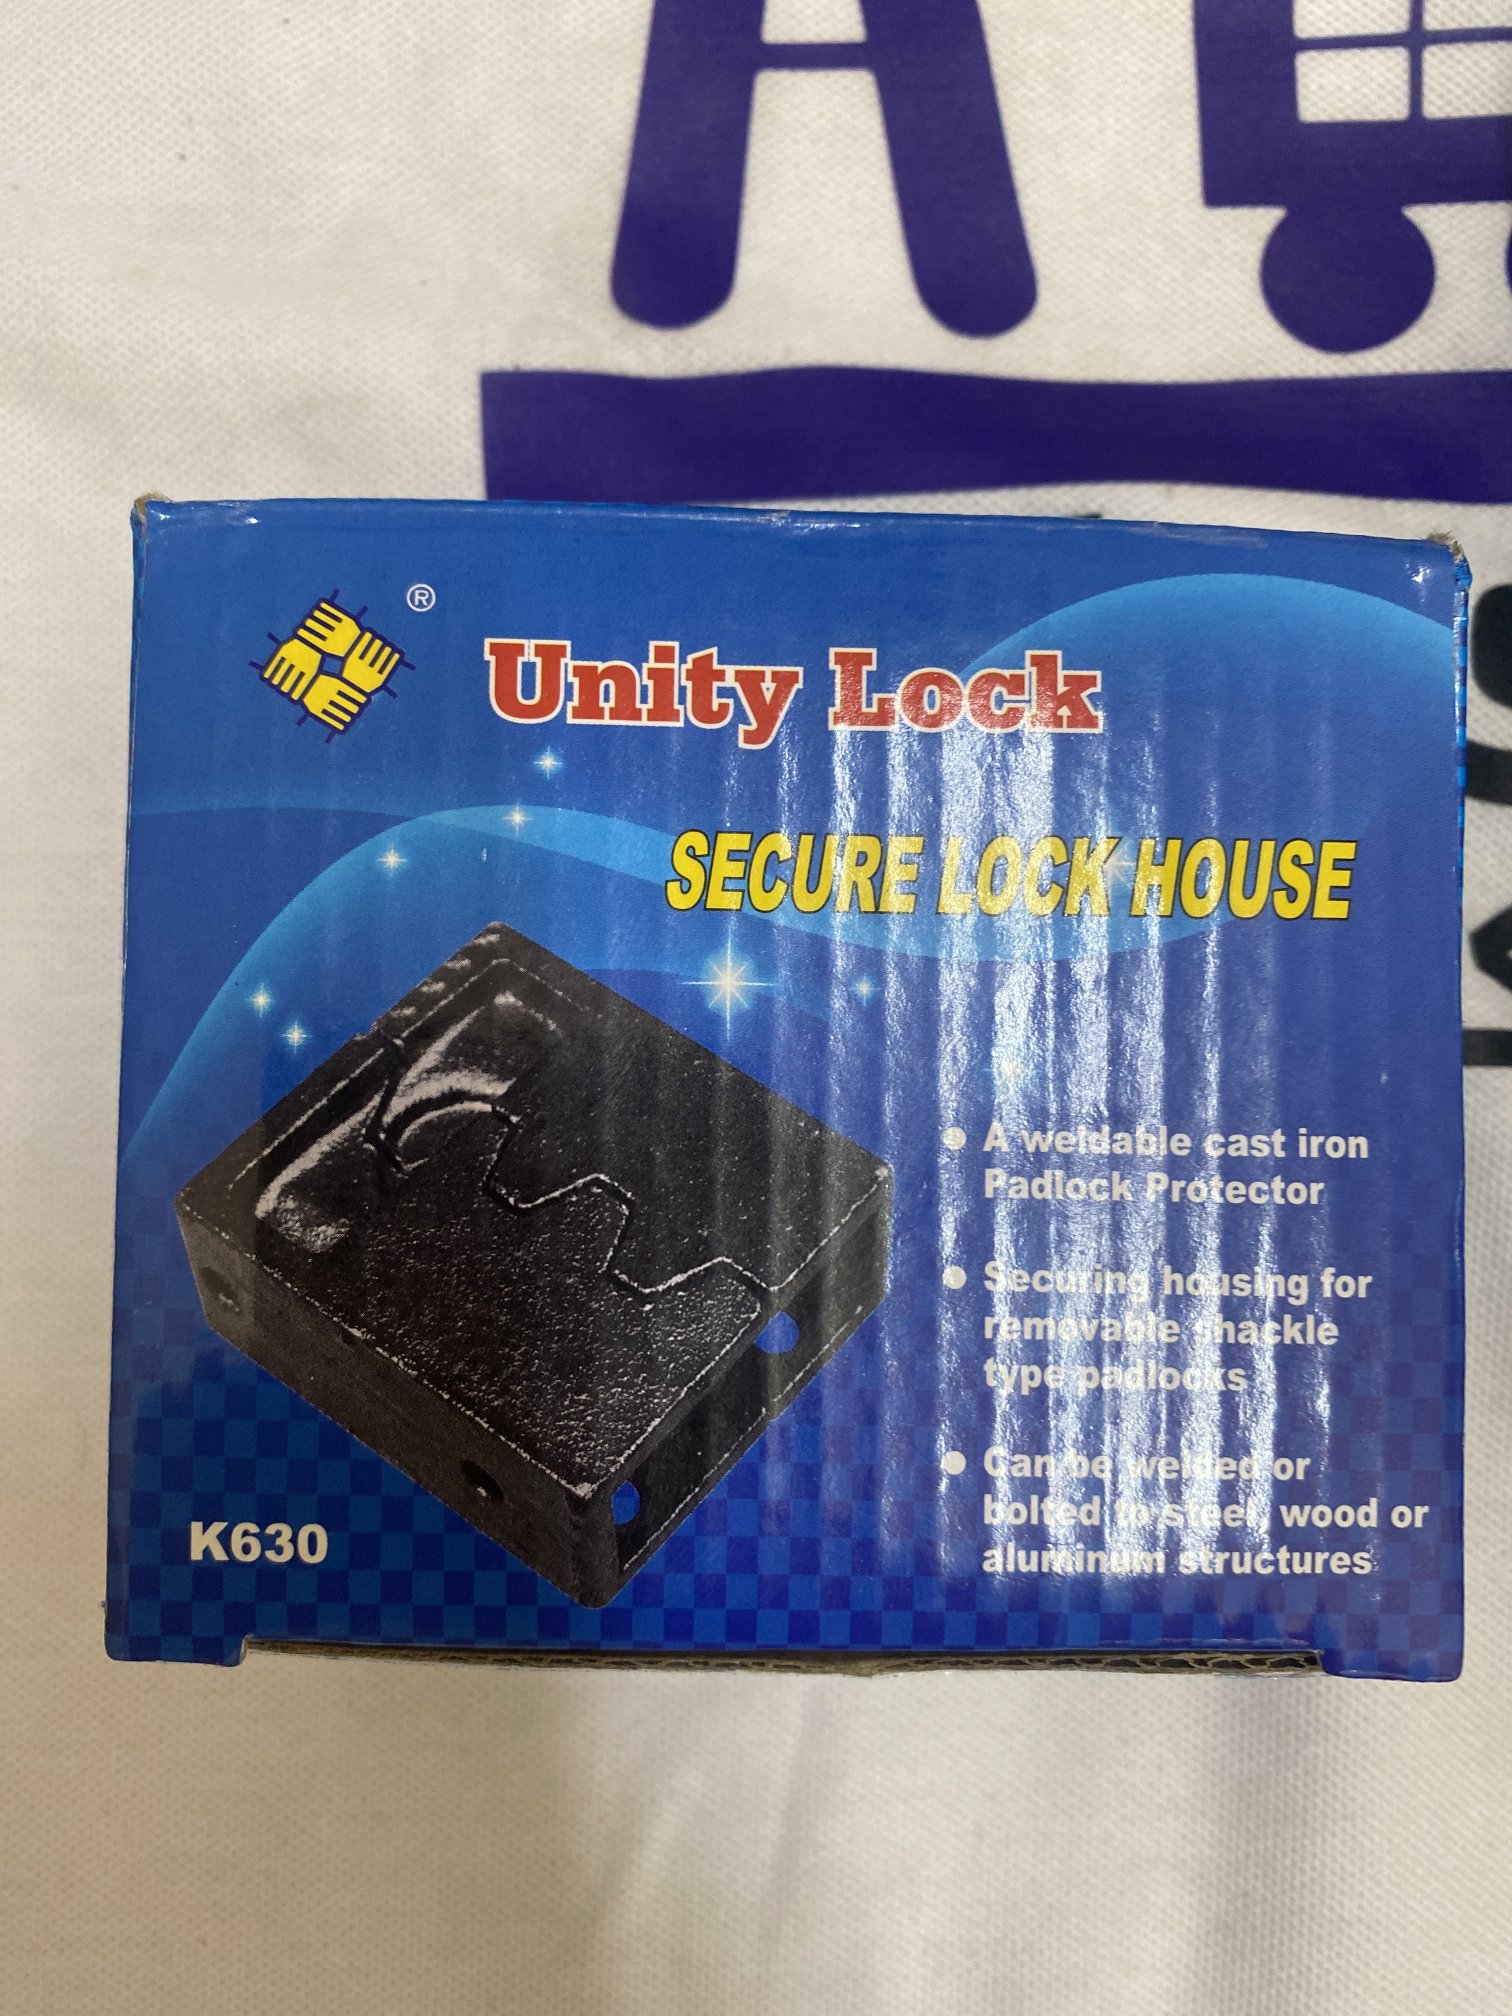 A
®
Unity Lock
SECURE LOCK HOUSE
● A weldable cast iron
Padlock Protector
● Securing housing for
removable shackle
type padlocks
● Can be welded or
bolted to steel, wood or
aluminum structures
K630